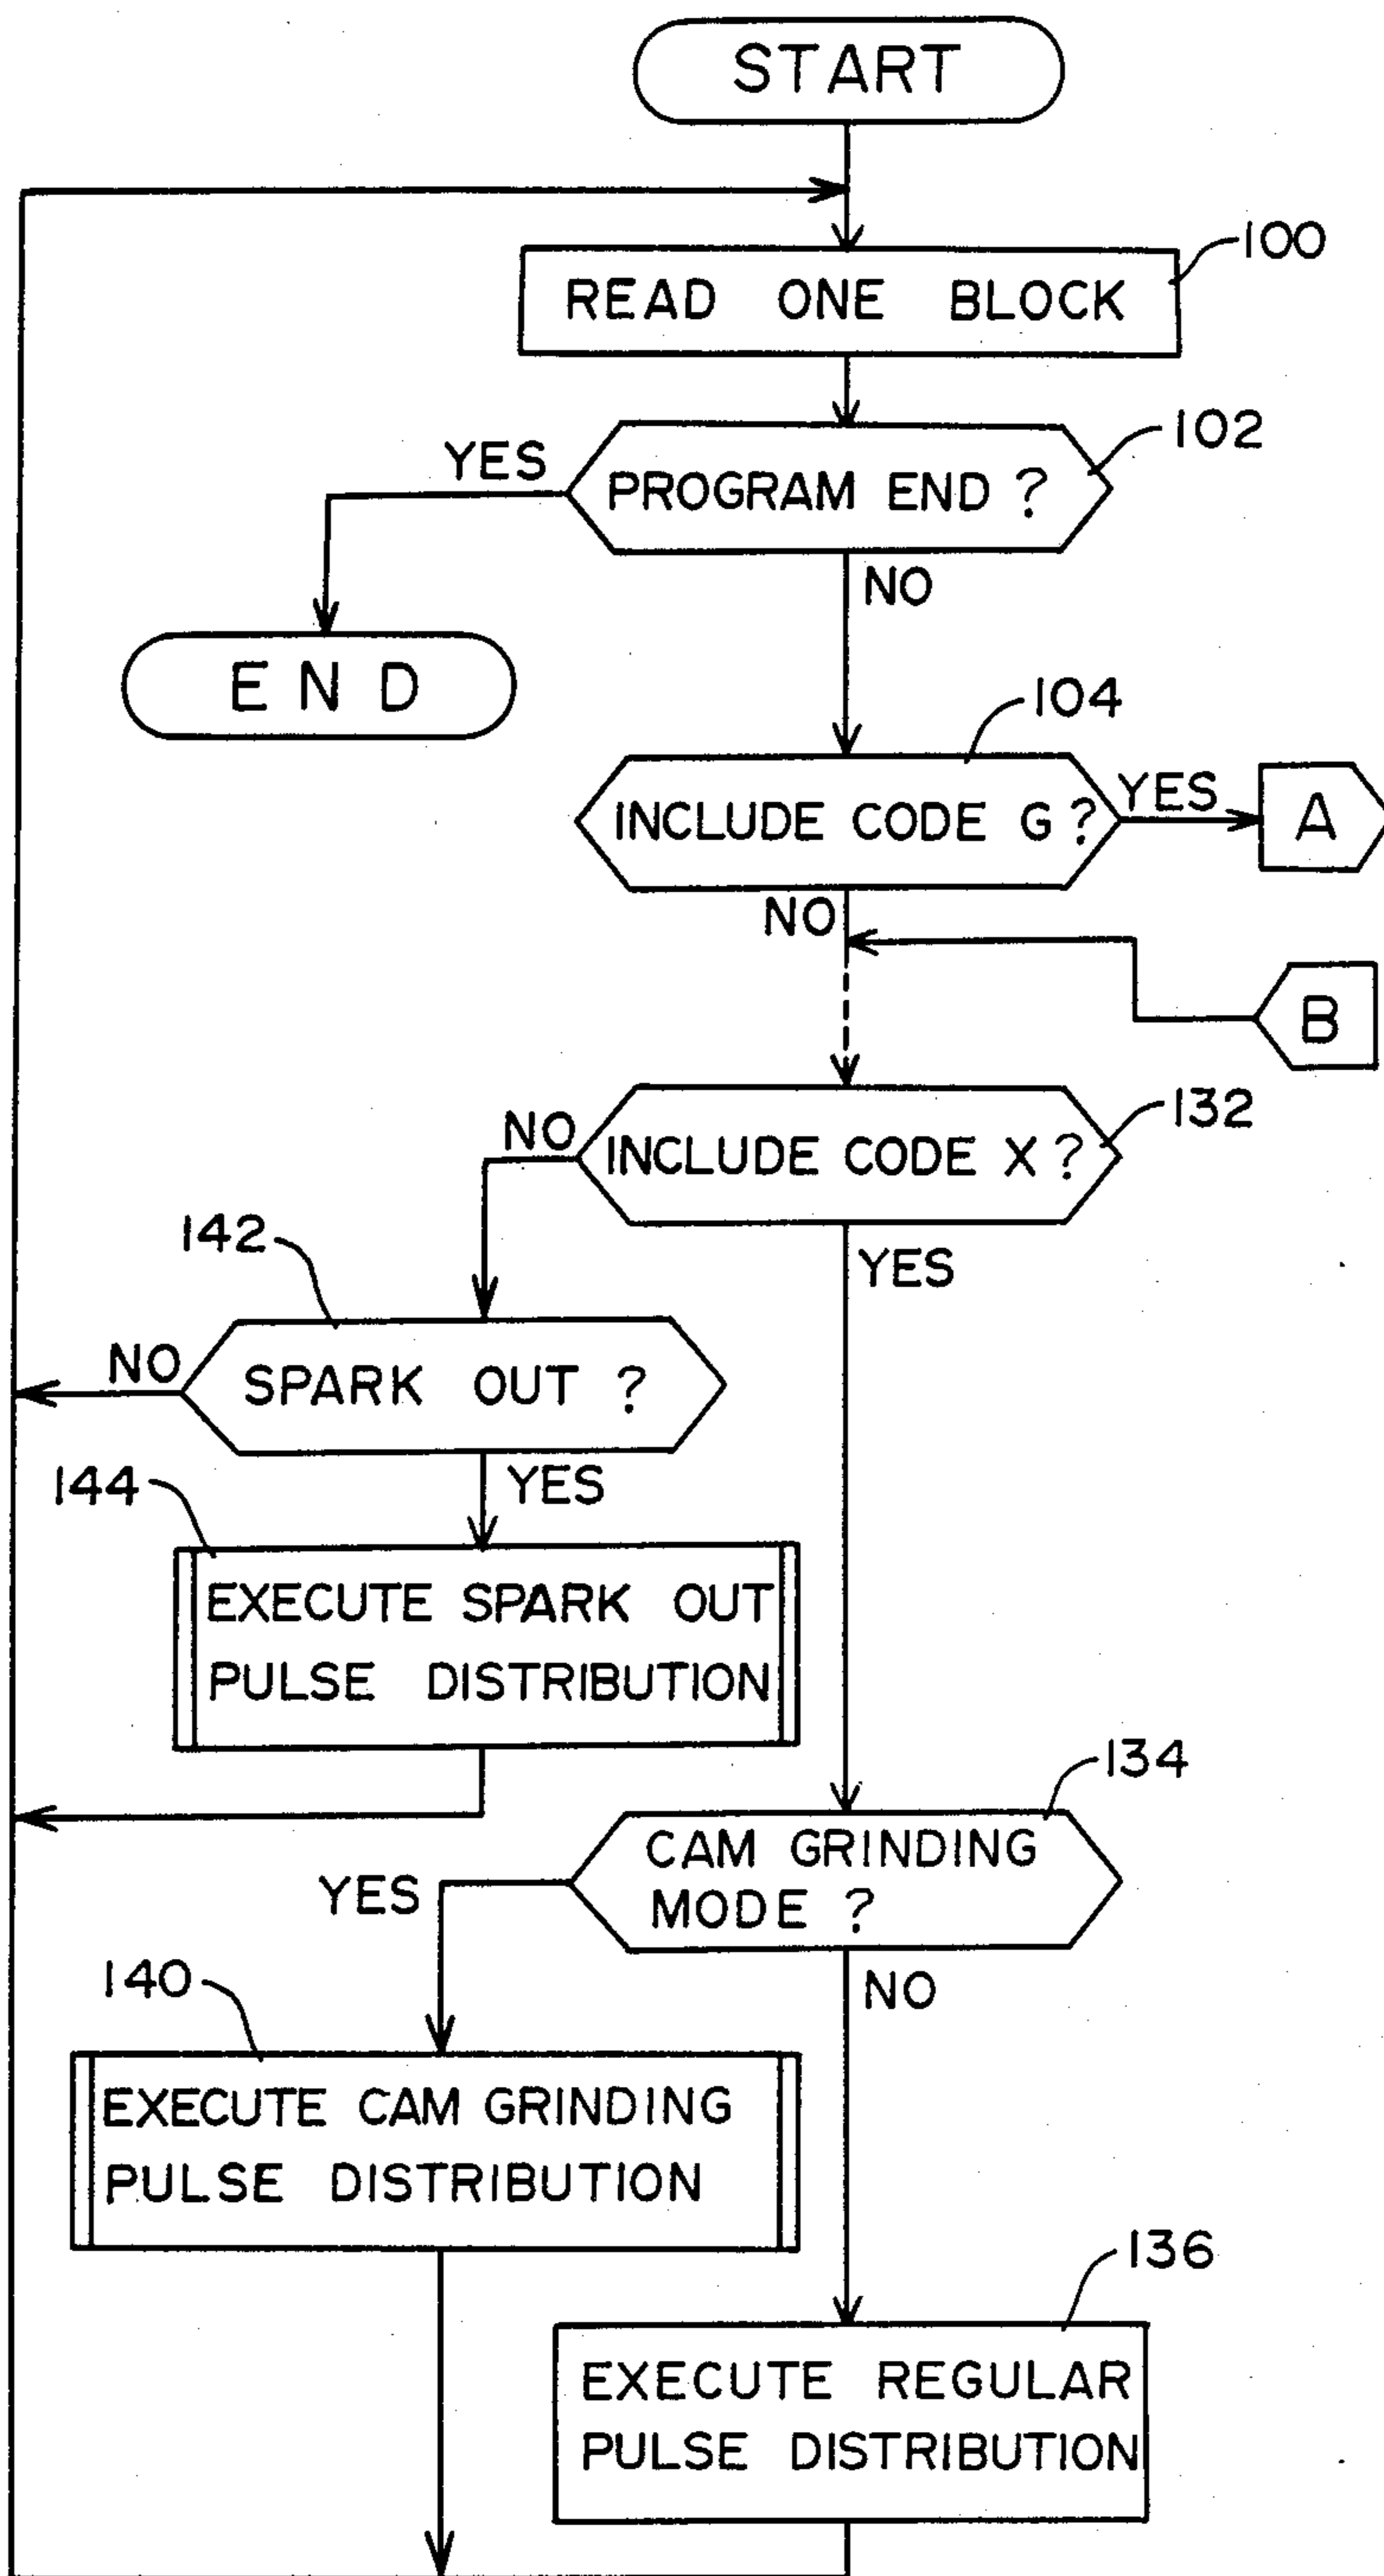 START
100
READ ONE BLOCK
102
YES
PROGRAM END ?
NO
END
104
INCLUDE CODE G ?
YES
A
NO
B
132
NO
INCLUDE CODE X ?
142
YES
NO
SPARK OUT ?
144
YES
EXECUTE SPARK OUT
PULSE DISTRIBUTION
134
CAM GRINDING
MODE ?
YES
140
NO
EXECUTE CAM GRINDING
PULSE DISTRIBUTION
136
EXECUTE REGULAR
PULSE DISTRIBUTION